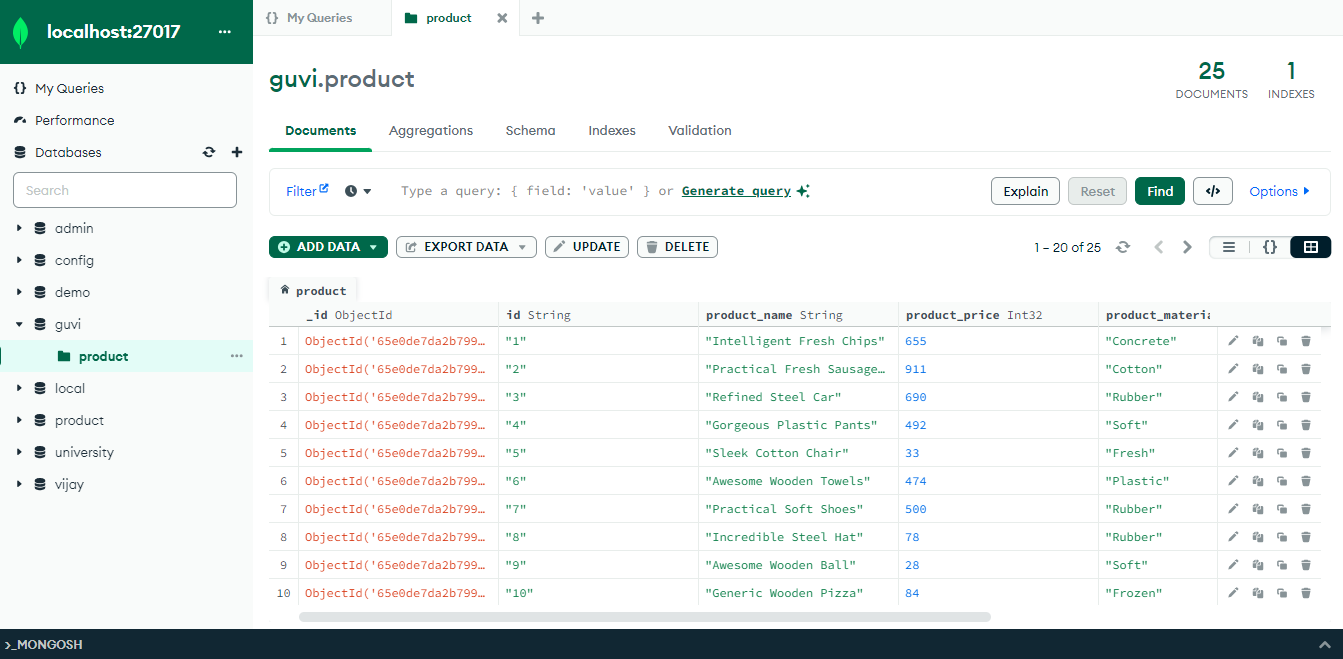 localhost:27017
My Queries
product
My Queries
Performance
Databases
Search
admin
config
demo
guvi
product
local
product
university
vijay
guvi.product
25 DOCUMENTS
1 INDEXES
Documents Aggregations Schema Indexes Validation
Filter Type a query: { field: 'value' } or Generate query Explain Reset Find </> Options
ADD DATA EXPORT DATA UPDATE DELETE 1 – 20 of 25 {}
product
_id ObjectId id String product_name String product_price Int32 product_materia
1 ObjectId('65e0de7da2b799… "1" "Intelligent Fresh Chips" 655 "Concrete"
2 ObjectId('65e0de7da2b799… "2" "Practical Fresh Sausage… 911 "Cotton"
3 ObjectId('65e0de7da2b799… "3" "Refined Steel Car" 690 "Rubber"
4 ObjectId('65e0de7da2b799… "4" "Gorgeous Plastic Pants" 492 "Soft"
5 ObjectId('65e0de7da2b799… "5" "Sleek Cotton Chair" 33 "Fresh"
6 ObjectId('65e0de7da2b799… "6" "Awesome Wooden Towels" 474 "Plastic"
7 ObjectId('65e0de7da2b799… "7" "Practical Soft Shoes" 500 "Rubber"
8 ObjectId('65e0de7da2b799… "8" "Incredible Steel Hat" 78 "Rubber"
9 ObjectId('65e0de7da2b799… "9" "Awesome Wooden Ball" 28 "Soft"
10 ObjectId('65e0de7da2b799… "10" "Generic Wooden Pizza" 84 "Frozen"
>_MONGOSH